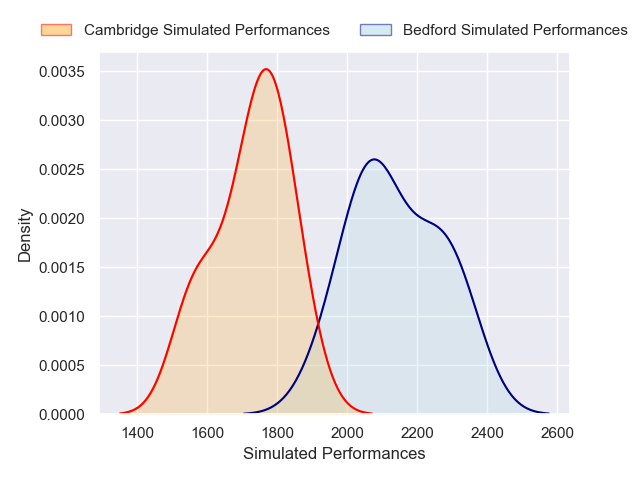 Cambridge Simulated Performances Bedford Simulated Performances
0.0035
0.0030
0.0025
0.0020
0.0015
0.0010
0.0005
0.0000
Density
1400 1600 1800 2000 2200 2400 2600
Simulated Performances